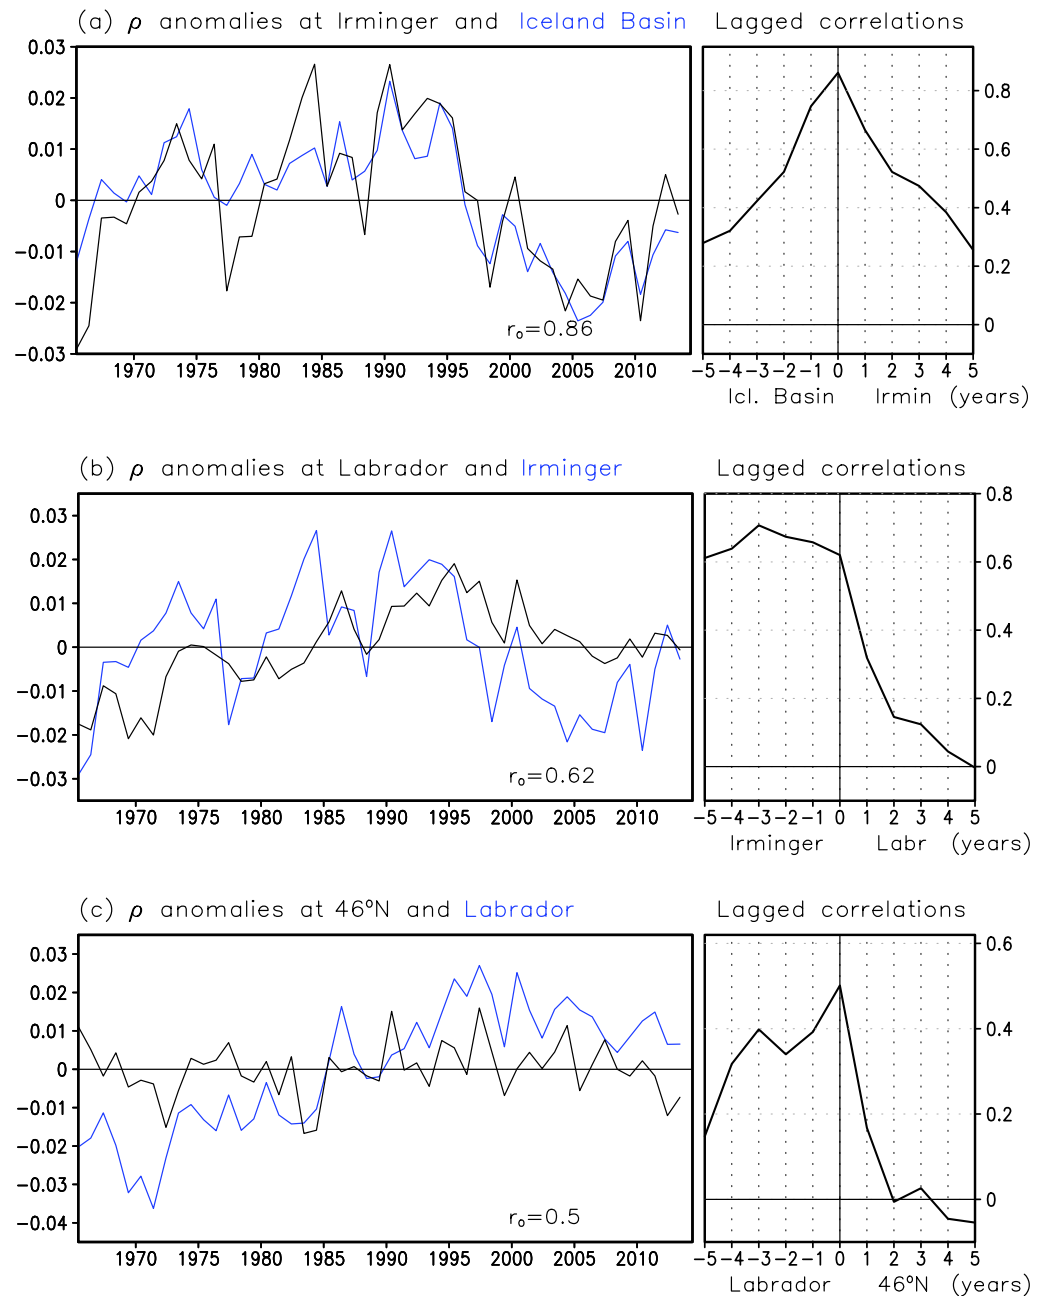 (a) ρ anomalies at Irminger and Iceland Basin
Lagged correlations
0.03
0.02
0.01
0
−0.01
−0.02
−0.03
r₀=0.86
1970 1975 1980 1985 1990 1995 2000 2005 2010
0.8
0.6
0.4
0.2
0
−5 −4 −3 −2 −1 0 1 2 3 4 5
Icl. Basin Irmin (years)
(b) ρ anomalies at Labrador and Irminger
Lagged correlations
0.03
0.02
0.01
0
−0.01
−0.02
−0.03
r₀=0.62
1970 1975 1980 1985 1990 1995 2000 2005 2010
0.8
0.6
0.4
0.2
0
−5 −4 −3 −2 −1 0 1 2 3 4 5
Irminger Labr (years)
(c) ρ anomalies at 46°N and Labrador
Lagged correlations
0.03
0.02
0.01
0
−0.01
−0.02
−0.03
−0.04
r₀=0.5
1970 1975 1980 1985 1990 1995 2000 2005 2010
0.6
0.4
0.2
0
−5 −4 −3 −2 −1 0 1 2 3 4 5
Labrador 46°N (years)